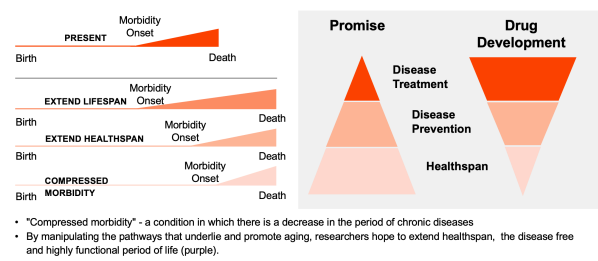 Morbidity
Onset
PRESENT
Birth
Death
Morbidity
Onset
EXTEND LIFESPAN
Birth
Death
Morbidity
Onset
EXTEND HEALTHSPAN
Birth
Death
Morbidity
Onset
COMPRESSED
MORBIDITY
Birth
Death
Promise
Drug
Development
Disease
Treatment
Disease
Prevention
Healthspan
• "Compressed morbidity" - a condition in which there is a decrease in the period of chronic diseases
• By manipulating the pathways that underlie and promote aging, researchers hope to extend healthspan, the disease free
and highly functional period of life (purple).